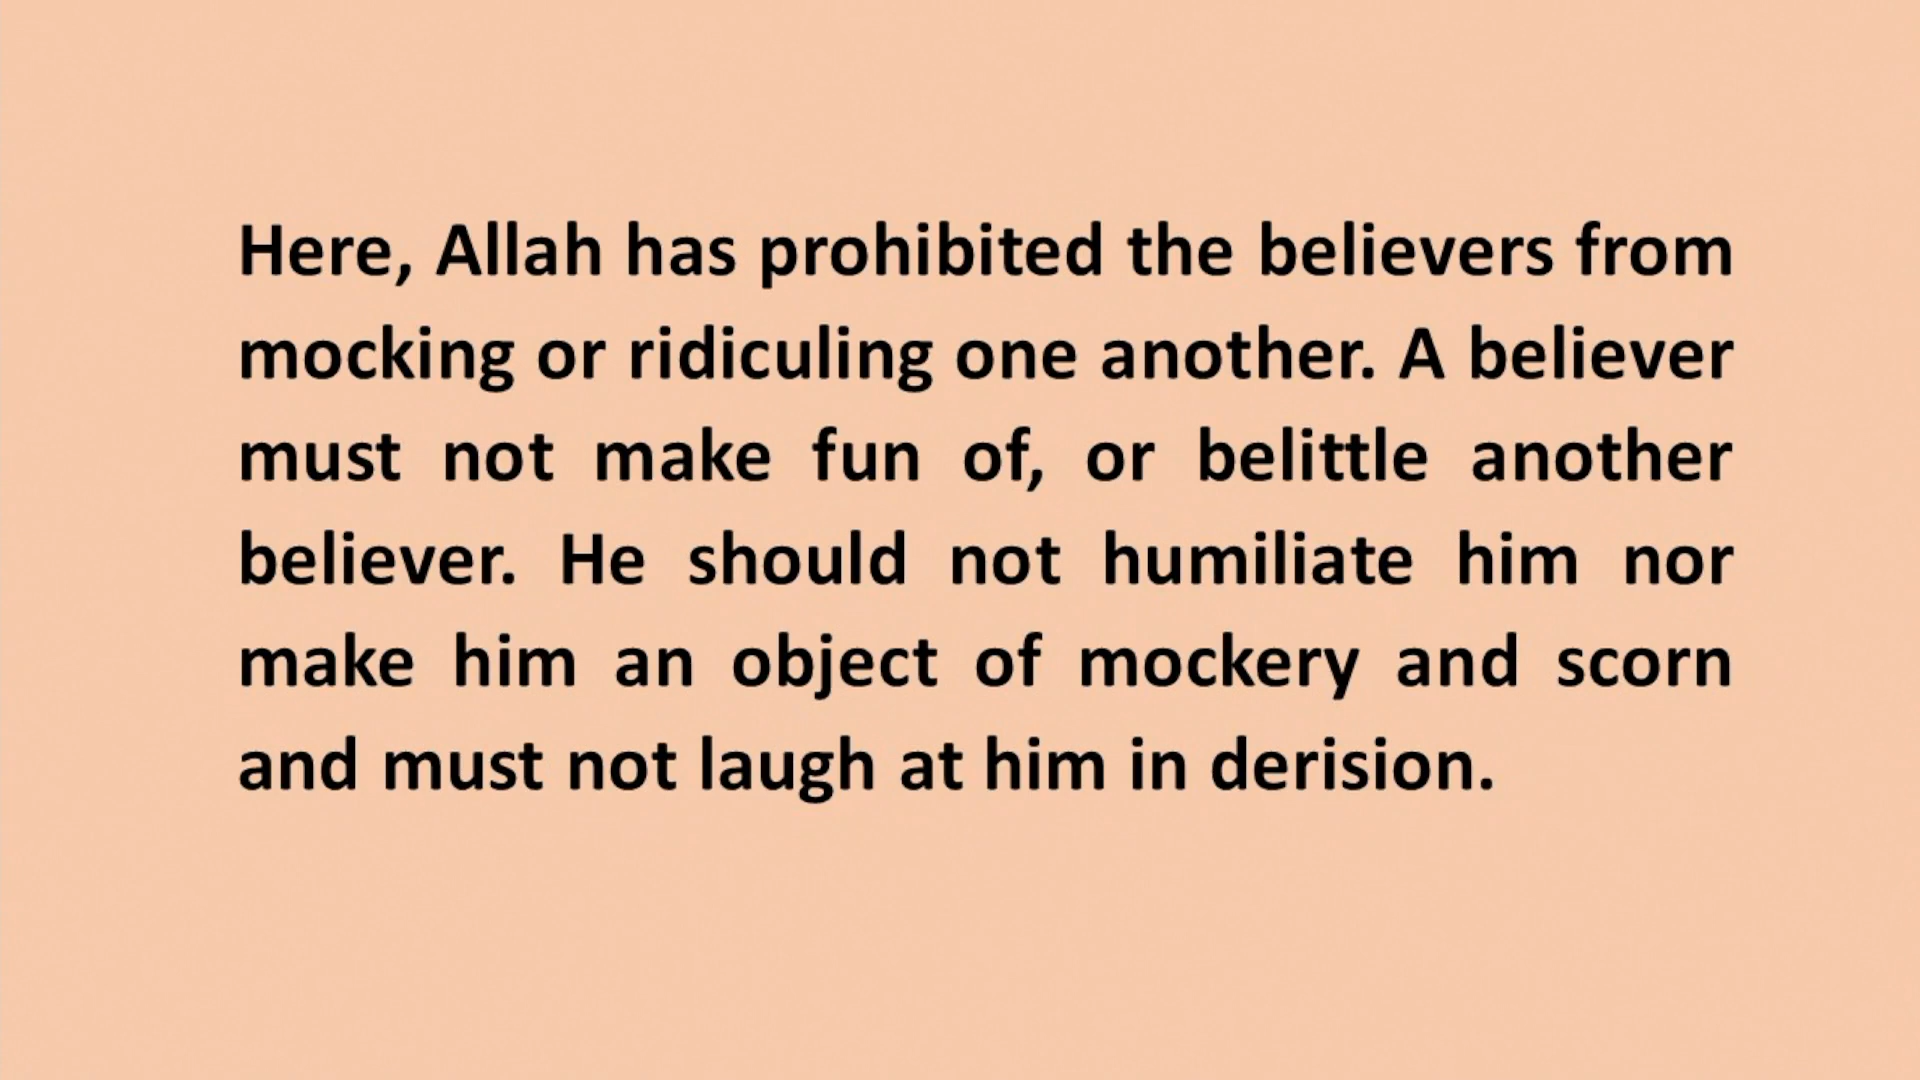 Here, Allah has prohibited the believers from
mocking or ridiculing one another. A believer
must not make fun of, or belittle another
believer. He should not humiliate him nor
make him an object of mockery and scorn
and must not laugh at him in derision.